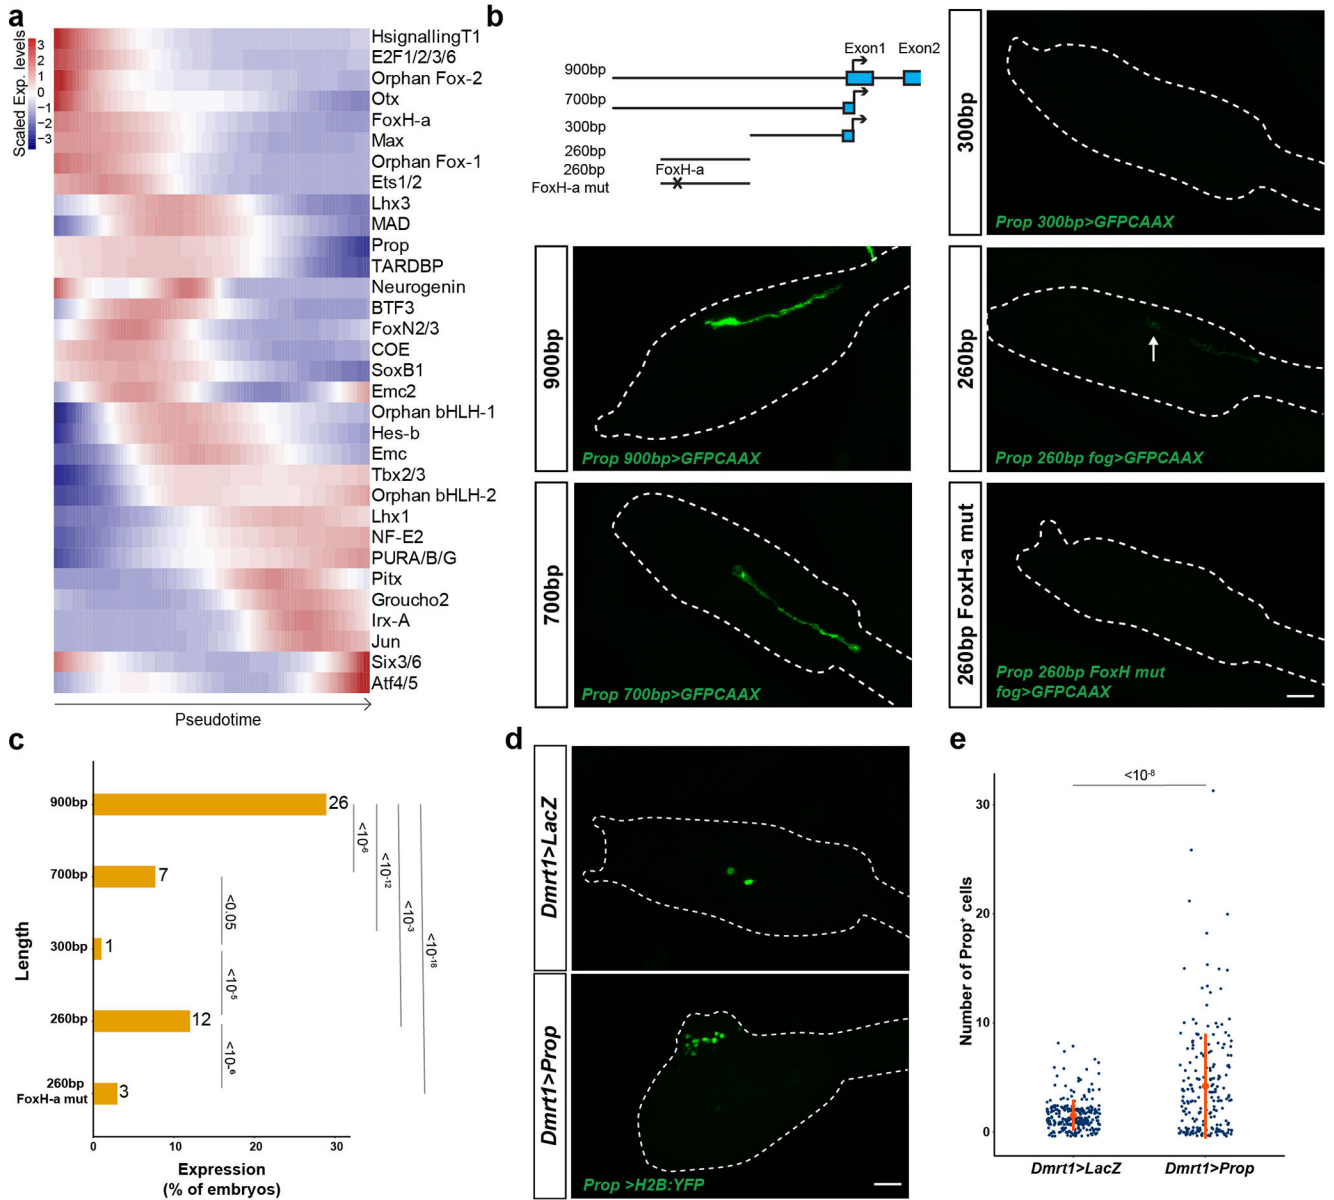 a
Scaled Exp. levels
3
2
1
0
−1
−2
−3
HsignallingT1
E2F1/2/3/6
Orphan Fox-2
Otx
FoxH-a
Max
Orphan Fox-1
Ets1/2
Lhx3
MAD
Prop
TARDBP
Neurogenin
BTF3
FoxN2/3
COE
SoxB1
Emc2
Orphan bHLH-1
Hes-b
Emc
Tbx2/3
Orphan bHLH-2
Lhx1
NF-E2
PURA/B/G
Pitx
Groucho2
Irx-A
Jun
Six3/6
Atf4/5
Pseudotime
b
Exon1 Exon2
900bp
700bp
300bp
260bp
260bp
FoxH-a mut
FoxH-a
900bp
Prop 900bp>GFPCAAX
700bp
Prop 700bp>GFPCAAX
300bp
Prop 300bp>GFPCAAX
260bp
Prop 260bp fog>GFPCAAX
260bp FoxH-a mut
Prop 260bp FoxH mut
fog>GFPCAAX
c
Length
900bp
26
700bp
7
300bp
1
260bp
12
260bp
FoxH-a mut
3
<10-6
<10-12
<10-3
<10-18
<0.05
<10-5
<10-6
0 10 20 30
Expression
(% of embryos)
d
Dmrt1>LacZ
Dmrt1>Prop
Prop >H2B:YFP
e
<10-8
Number of Prop+ cells
30
20
10
0
Dmrt1>LacZ Dmrt1>Prop